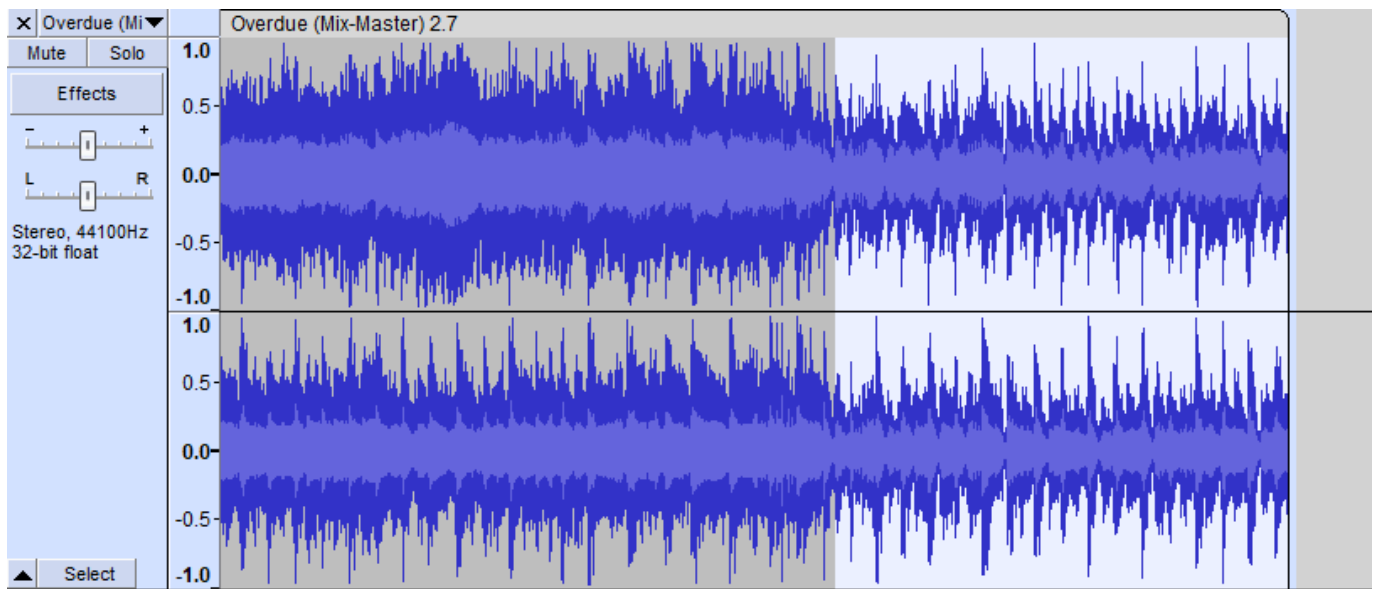 × Overdue (Mi▼ Overdue (Mix-Master) 2.7
Mute Solo
Effects
- +
L R
Stereo, 44100Hz
32-bit float
▲ Select
1.0
0.5-
0.0-
-0.5-
-1.0
1.0
0.5-
0.0-
-0.5-
-1.0